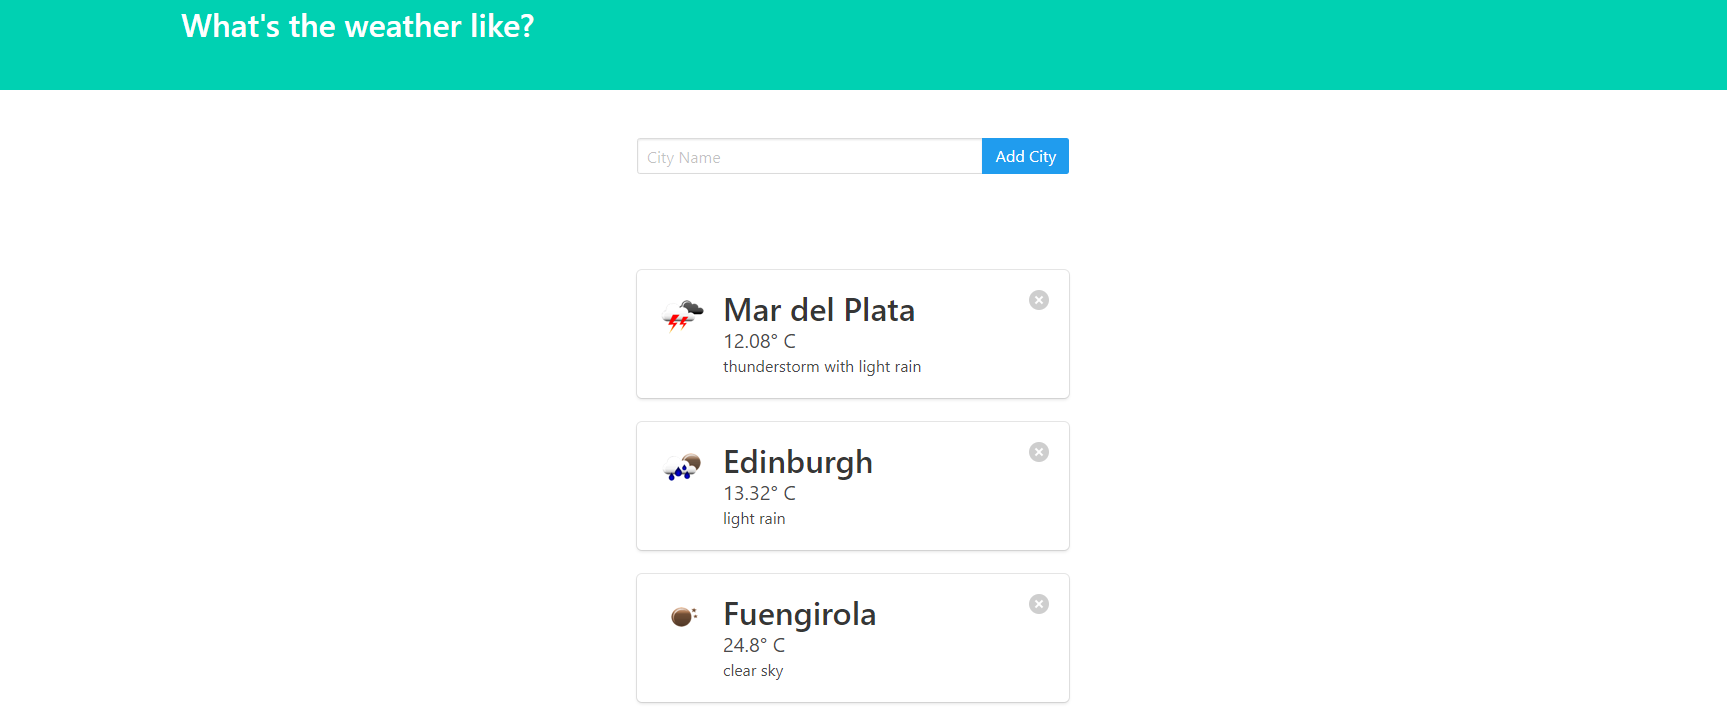 What's the weather like?
City Name
Add City
Mar del Plata
12.08° C
thunderstorm with light rain
Edinburgh
13.32° C
light rain
Fuengirola
24.8° C
clear sky